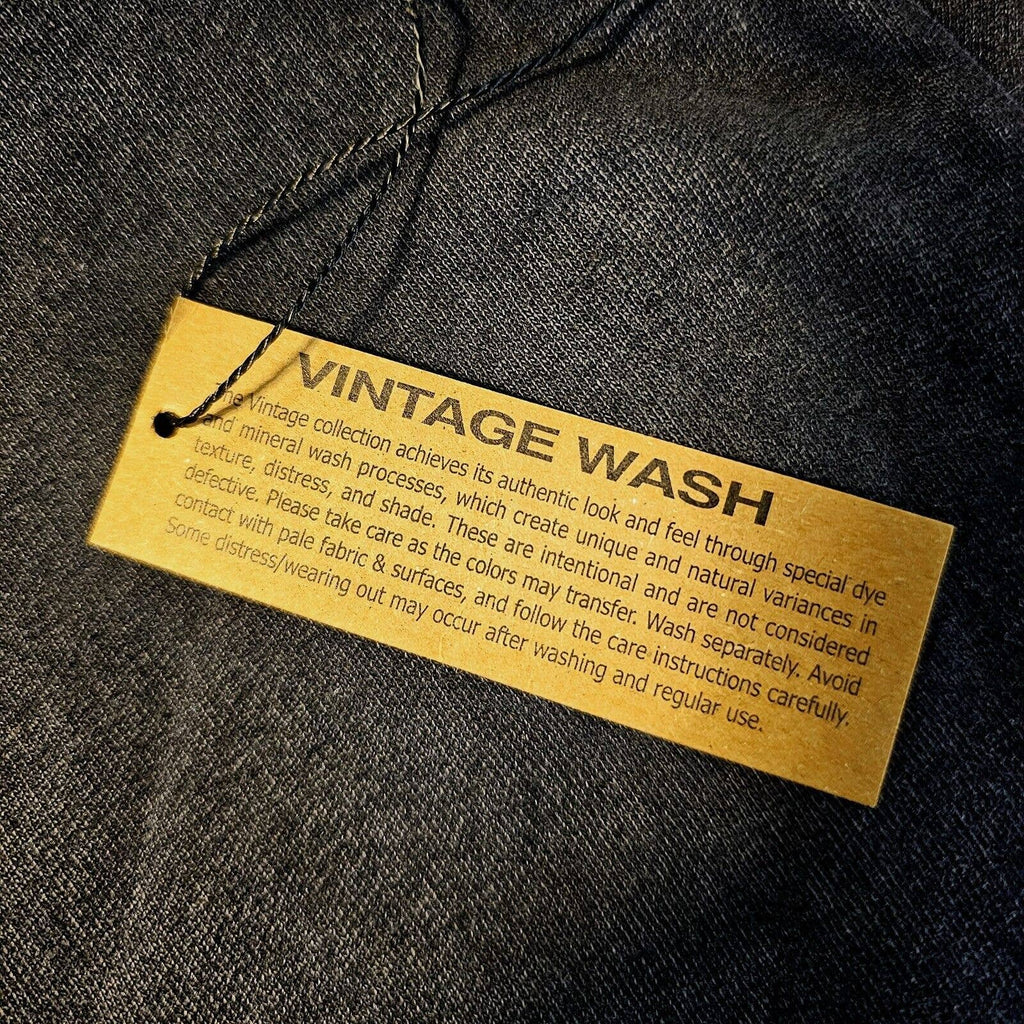 VINTAGE WASH
The Vintage collection achieves its authentic look and feel through special dye
and mineral wash processes, which create unique and natural variances in
texture, distress, and shade. These are intentional and are not considered
defective. Please take care as the colors may transfer. Wash separately. Avoid
contact with pale fabric & surfaces, and follow the care instructions carefully.
Some distress/wearing out may occur after washing and regular use.